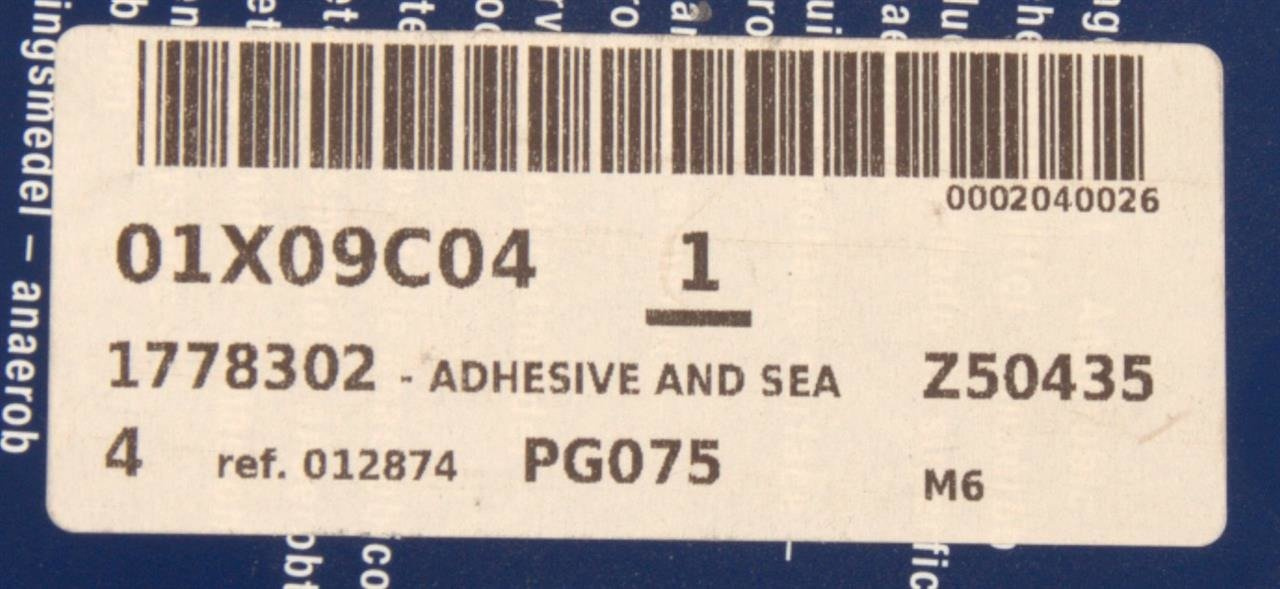 0002040026
01X09C04 1
1778302 - ADHESIVE AND SEA Z50435
4 ref. 012874 PG075 M6
ingsmedel – anaerob